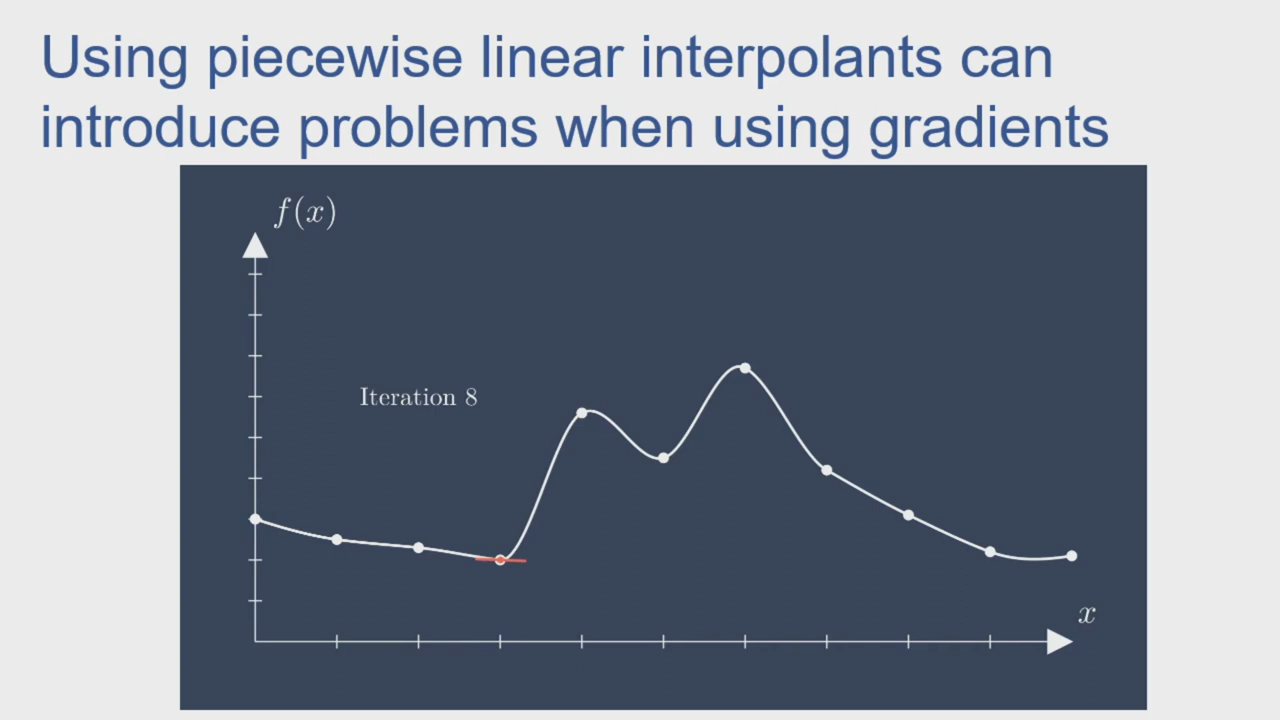 Using piecewise linear interpolants can
introduce problems when using gradients
f(x)
Iteration 8
x